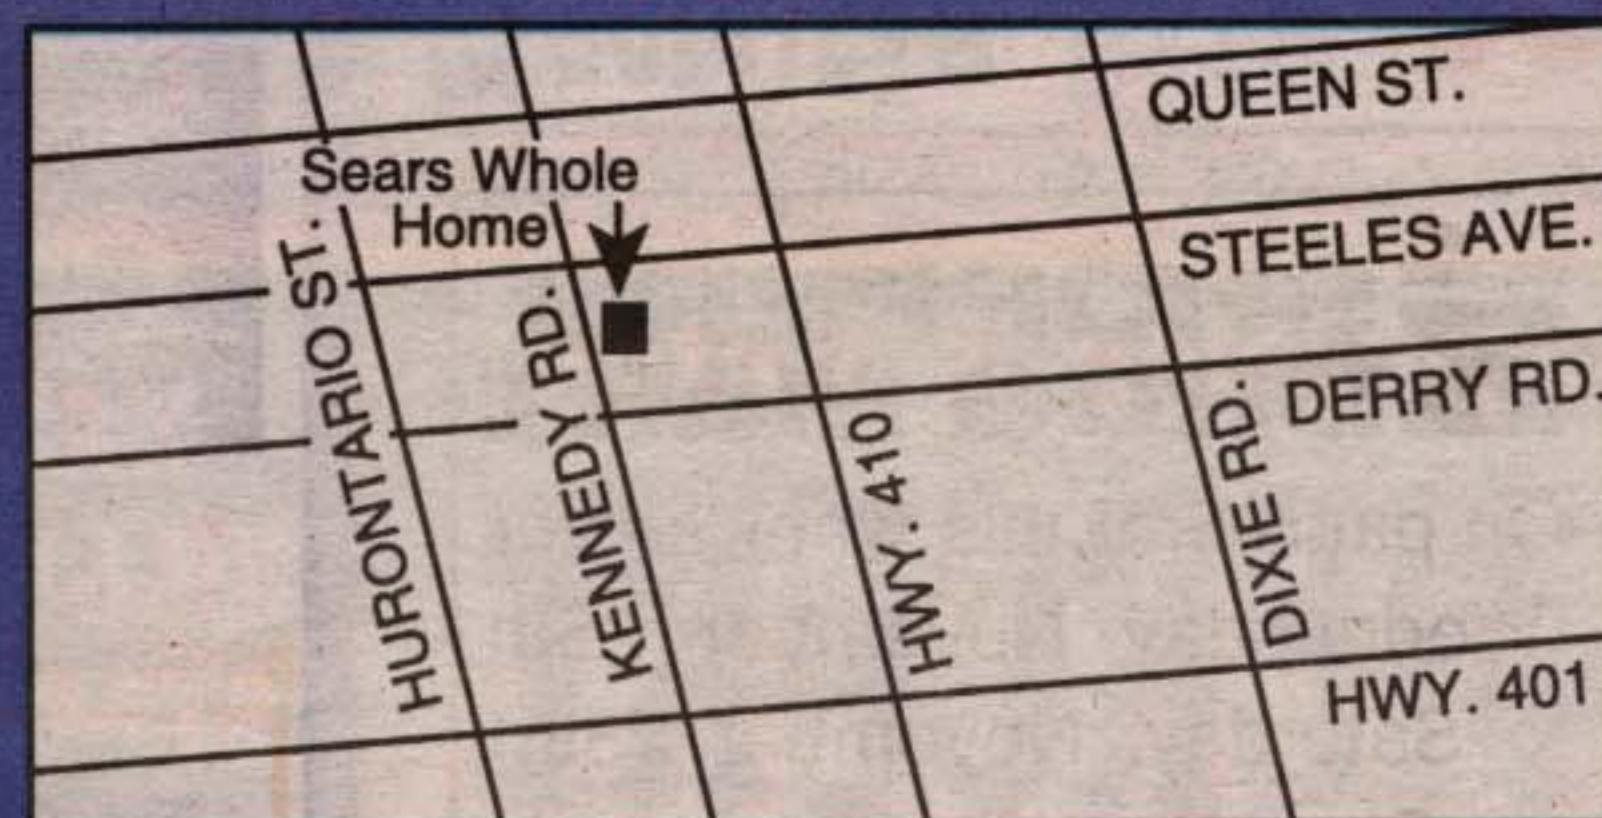 QUEEN ST.
Sears Whole
Home
STEELES AVE.
HURONTARIO ST.
KENNEDY RD.
DERRY RD.
HWY. 410
DIXIE RD.
HWY. 401